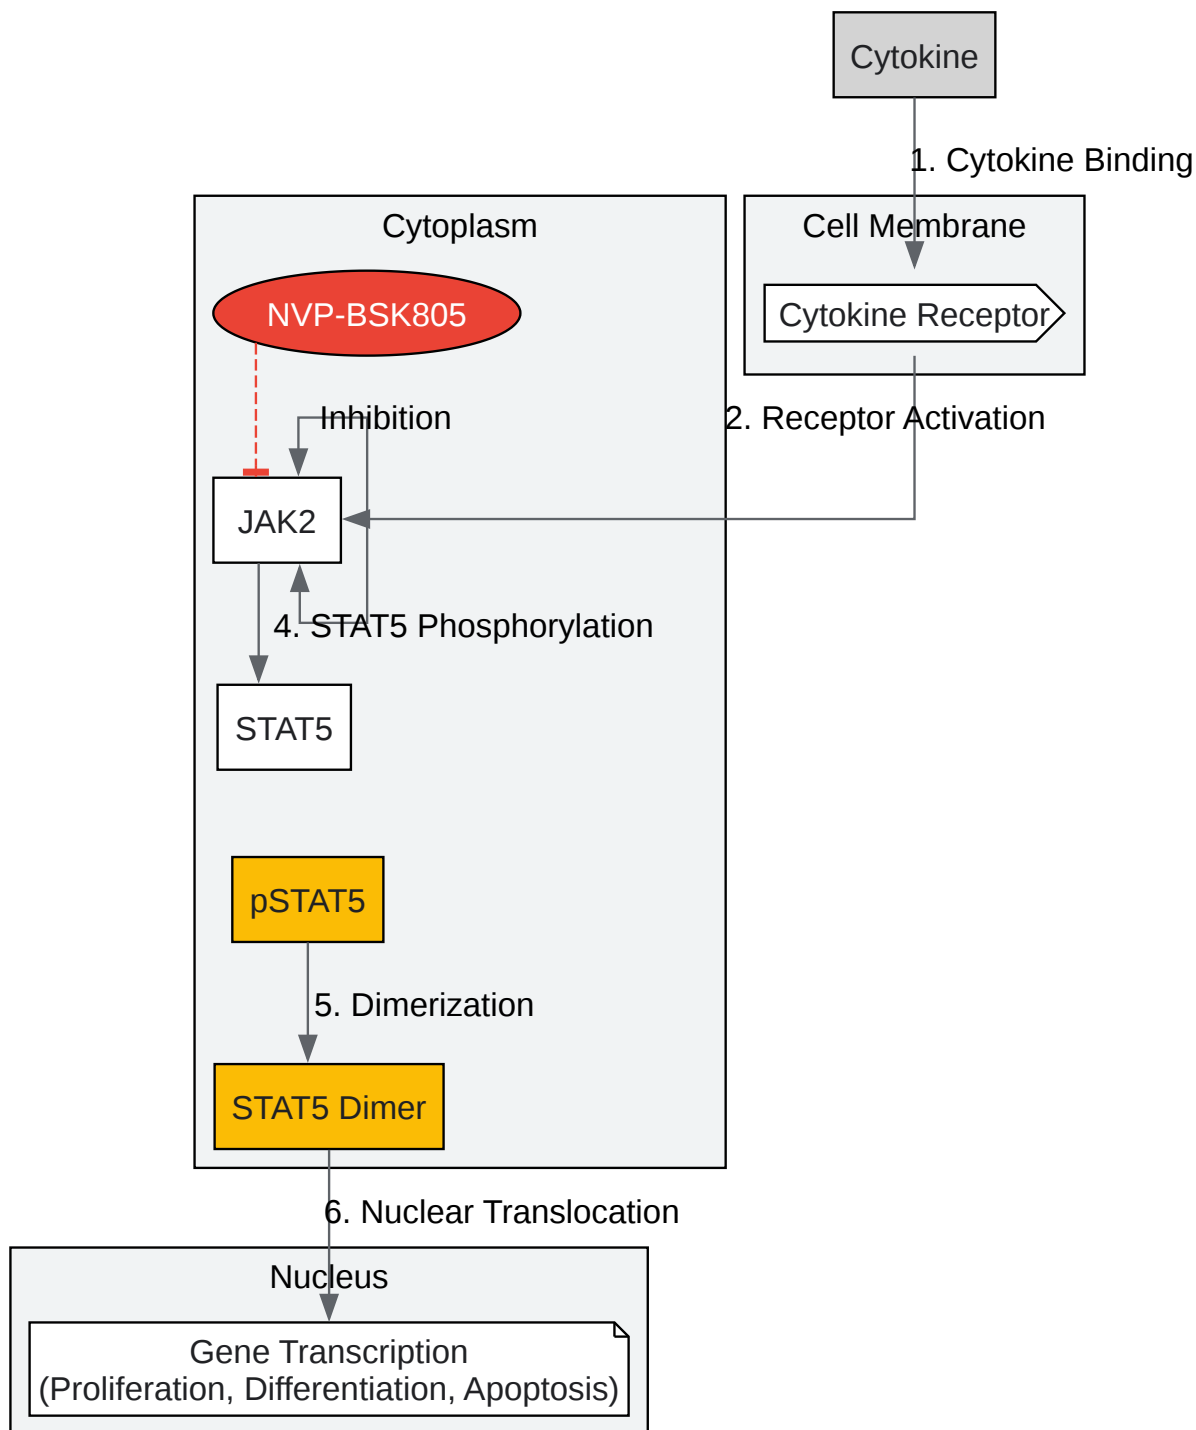 Cytokine
1. Cytokine Binding
Cytoplasm
Cell Membrane
NVP-BSK805
Cytokine Receptor
Inhibition
2. Receptor Activation
JAK2
4. STAT5 Phosphorylation
STAT5
pSTAT5
5. Dimerization
STAT5 Dimer
6. Nuclear Translocation
Nucleus
Gene Transcription
(Proliferation, Differentiation, Apoptosis)